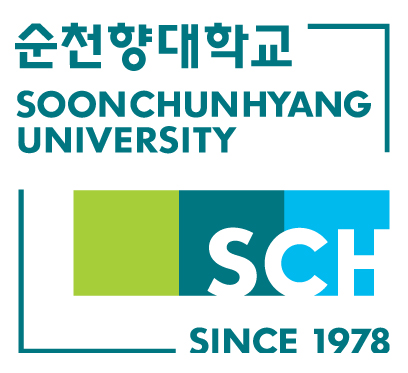 순천향대학교
SOONCHUNHYANG
UNIVERSITY
SCH
SINCE 1978